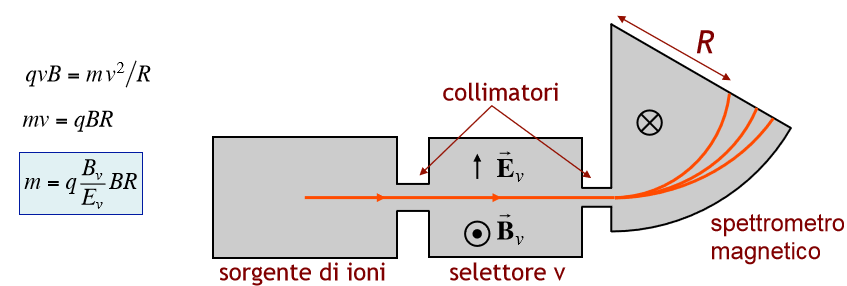 qvB = mv²/R
mv = qBR
m = q B_v/E_v BR
R
collimatori
E⃗_v
B⃗_v
sorgente di ioni
selettore v
spettrometro
magnetico